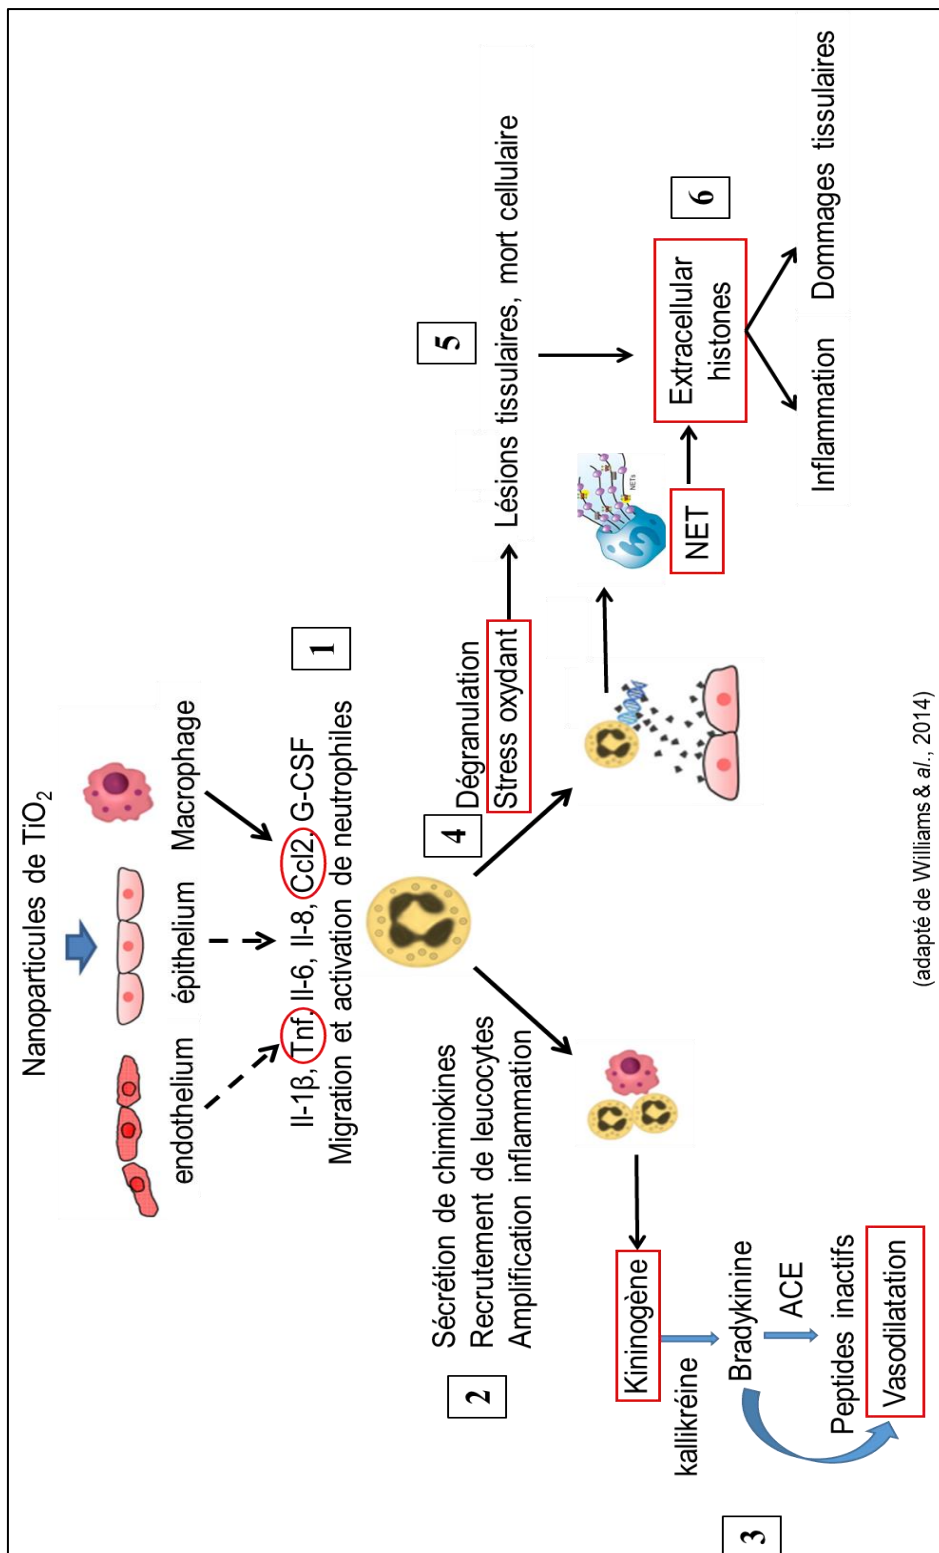 Nanoparticules de TiO2
endothelium
épithelium
Macrophage
Il-1β, Tnf, Il-6, Il-8, Ccl2, G-CSF
Migration et activation de neutrophiles
1
2
Sécrétion de chimiokines
Recrutement de leucocytes
Amplification inflammation
Kininogène
kallikréine
Bradykinine
ACE
Peptides inactifs
Vasodilatation
3
4
Dégranulation
Stress oxydant
5
Lésions tissulaires, mort cellulaire
NETs
NET
Extracellular
histones
6
Inflammation
Dommages tissulaires
(adapté de Williams & al., 2014)